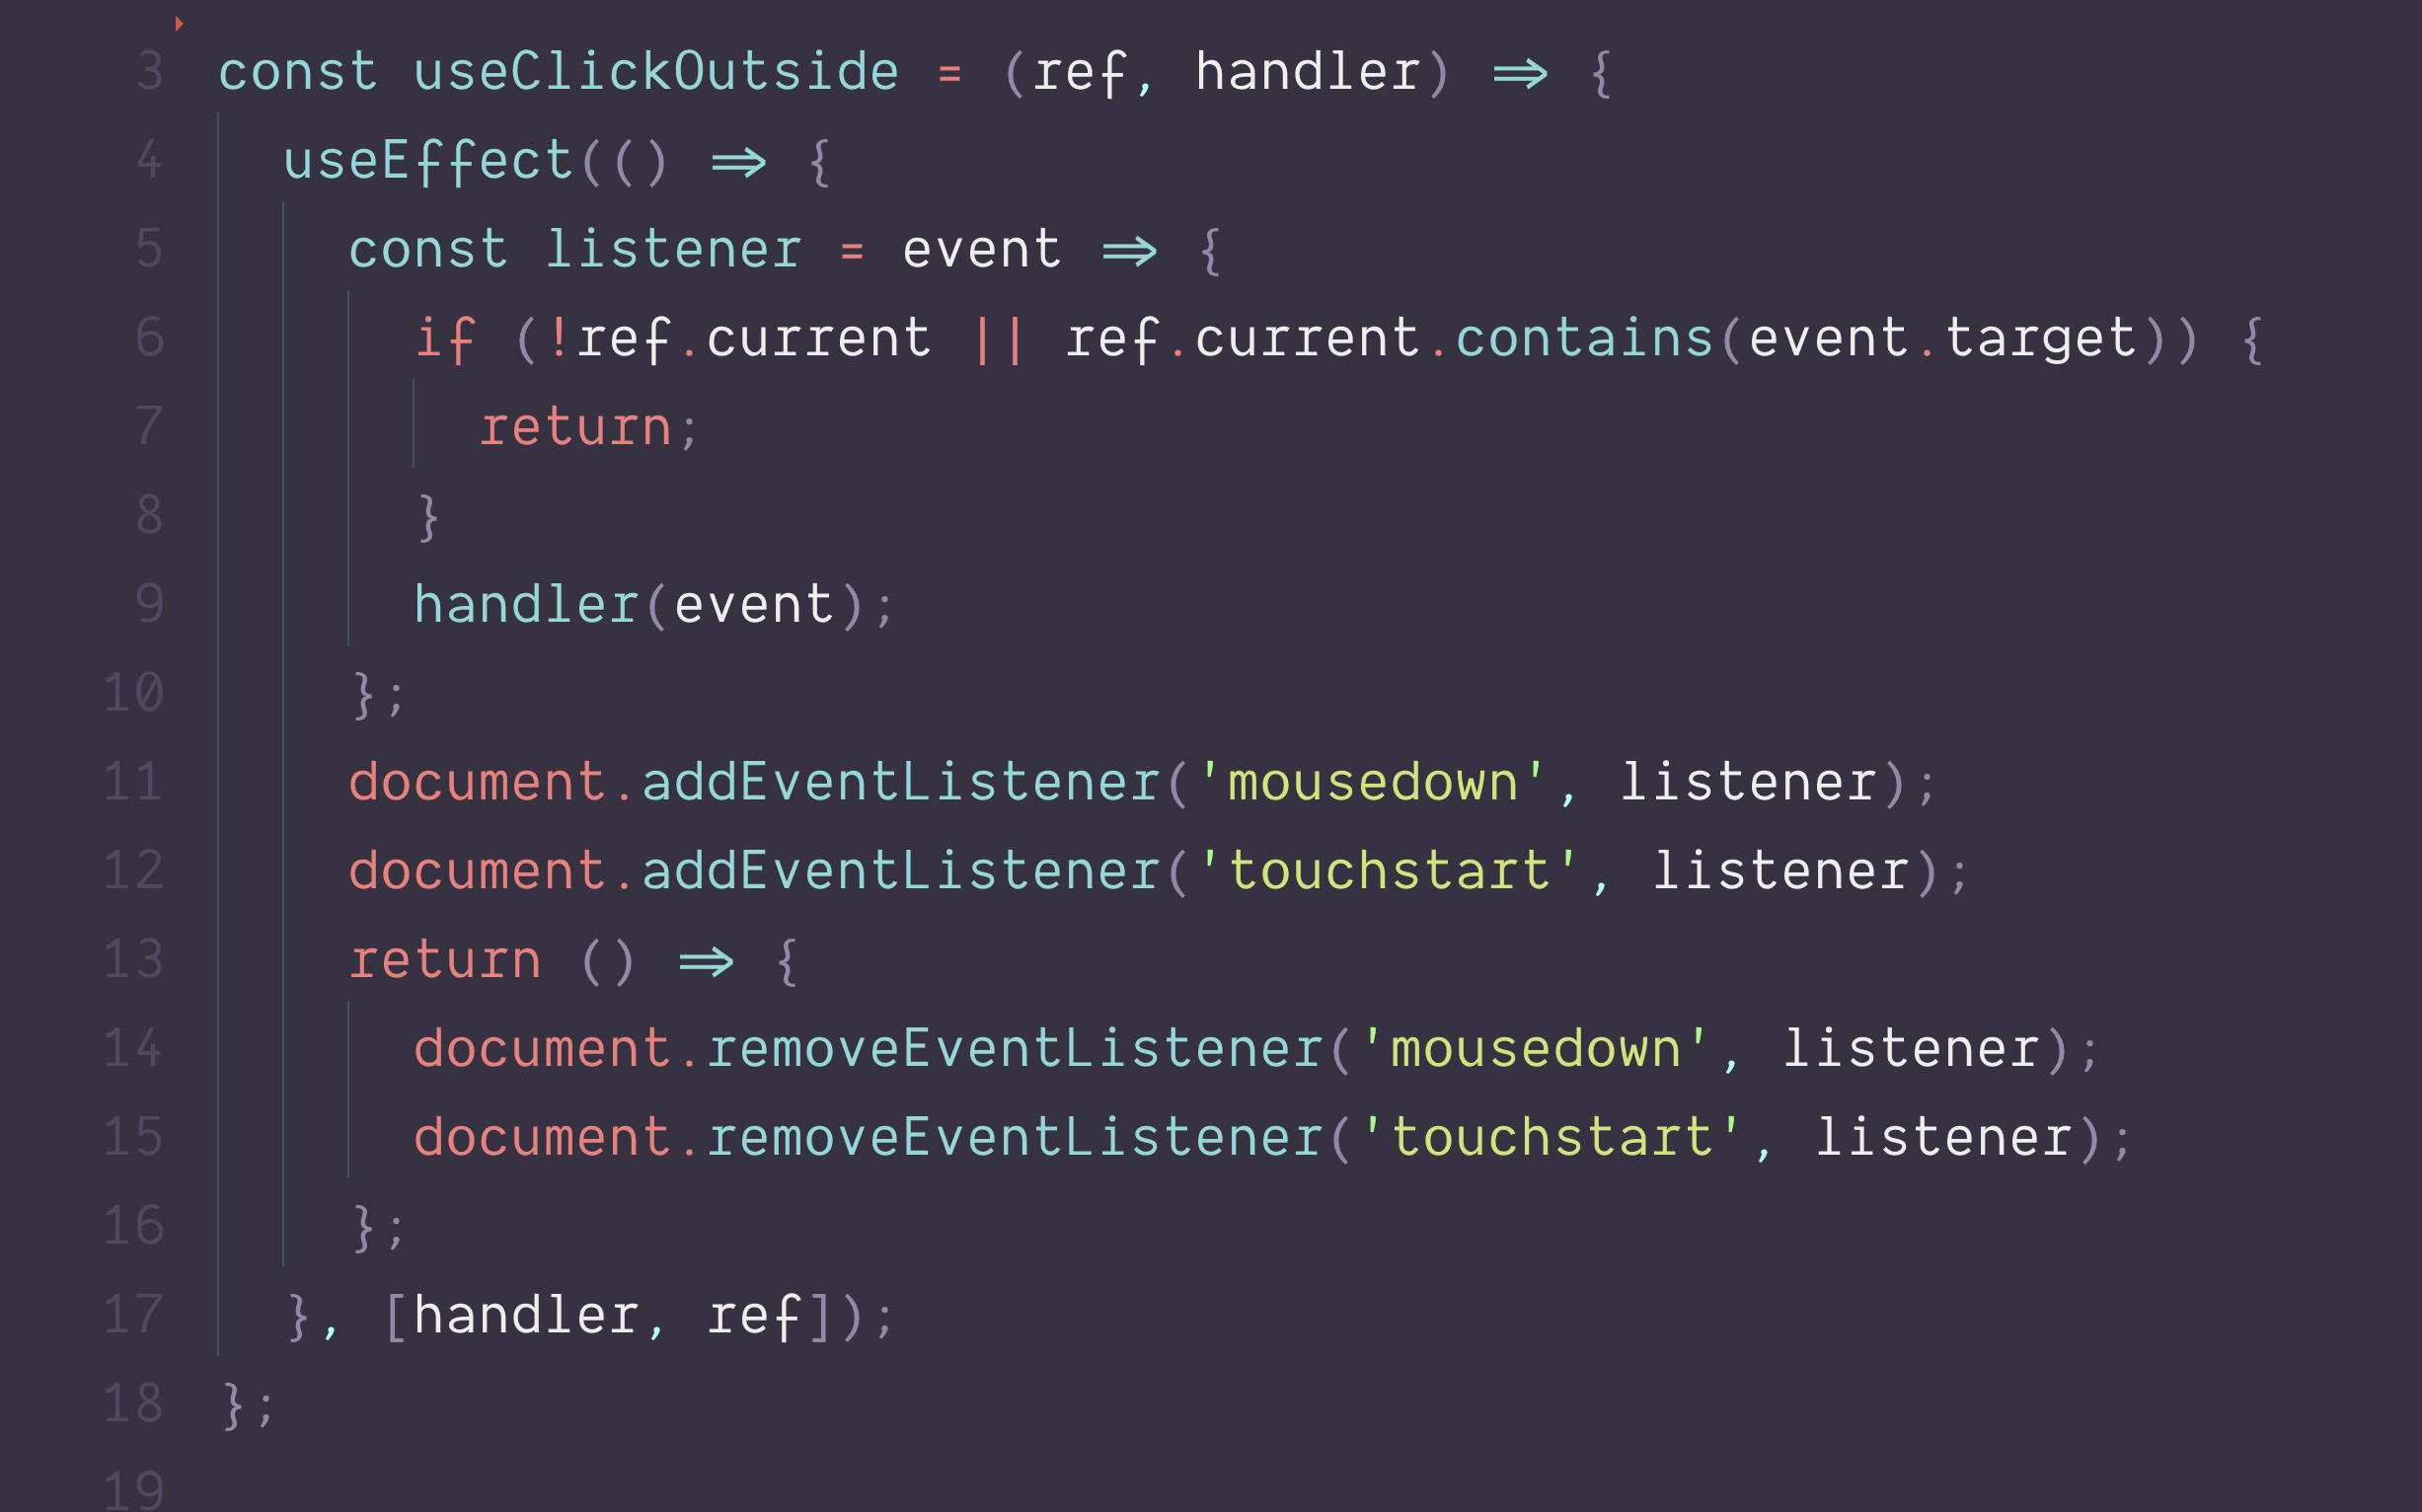 3 const useClickOutside = (ref, handler) => {
4   useEffect(() => {
5     const listener = event => {
6       if (!ref.current || ref.current.contains(event.target)) {
7         return;
8       }
9       handler(event);
10     };
11     document.addEventListener('mousedown', listener);
12     document.addEventListener('touchstart', listener);
13     return () => {
14       document.removeEventListener('mousedown', listener);
15       document.removeEventListener('touchstart', listener);
16     };
17   }, [handler, ref]);
18 };
19